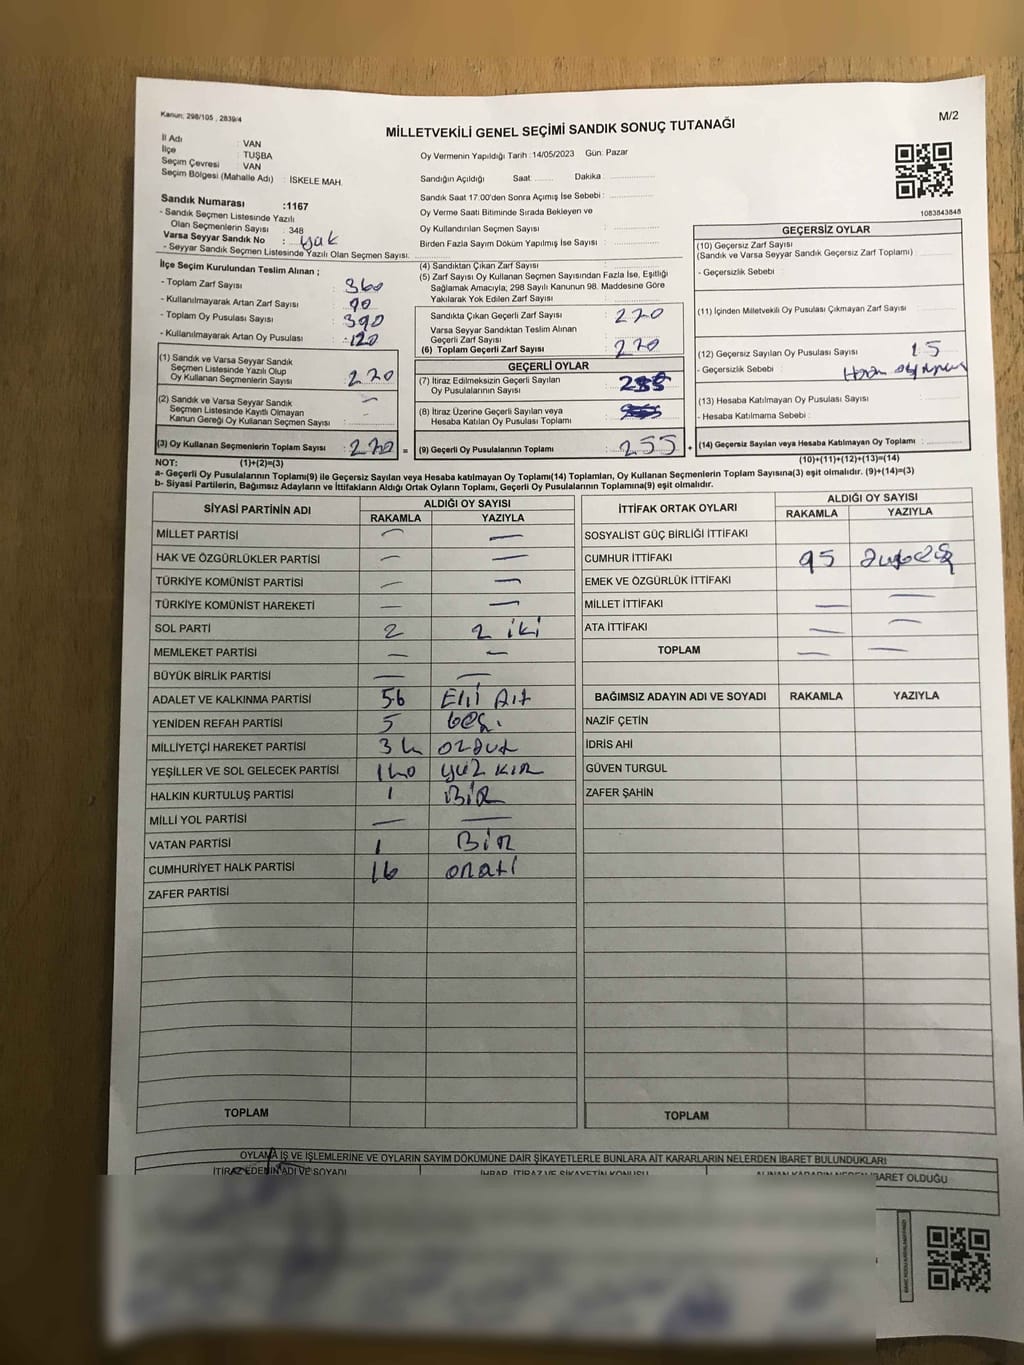 Kanun; 298/105 , 2839/4
MİLLETVEKİLİ GENEL SEÇİMİ SANDIK SONUÇ TUTANAĞI
M/2
İl Adı : VAN
İlçe : TUŞBA
Seçim Çevresi : VAN
Seçim Bölgesi (Mahalle Adı) : İSKELE MAH.
Sandık Numarası :1167
- Sandık Seçmen Listesinde Yazılı
Olan Seçmenlerin Sayısı : 348
Varsa Seyyar Sandık No : yok
- Seyyar Sandık Seçmen Listesinde Yazılı Olan Seçmen Sayısı.
Oy Vermenin Yapıldığı Tarih :14/05/2023 Gün: Pazar
Sandığın Açıldığı Saat: Dakika
Sandık Saat 17.00'den Sonra Açımış İse Sebebi :
Oy Verme Saati Bitiminde Sırada Bekleyen ve
Oy Kullandırılan Seçmen Sayısı :
Birden Fazla Sayım Döküm Yapılmış İse Sayısı :
1083843848
İlçe Seçim Kurulundan Teslim Alınan ;
- Toplam Zarf Sayısı : 360
- Kullanılmayarak Artan Zarf Sayısı : 90
- Toplam Oy Pusulası Sayısı : 390
- Kullanılmayarak Artan Oy Pusulası : 120
(1) Sandık ve Varsa Seyyar Sandık
Seçmen Listesinde Yazılı Olup
Oy Kullanan Seçmenlerin Sayısı : 270
(2) Sandık ve Varsa Seyyar Sandık
Seçmen Listesinde Kayıtlı Olmayan
Kanun Gereği Oy Kullanan Seçmen Sayısı : –
(3) Oy Kullanan Seçmenlerin Toplam Sayısı : 270 =
(4) Sandıktan Çıkan Zarf Sayısı :
(5) Zarf Sayısı Oy Kullanan Seçmen Sayısından Fazla İse, Eşitliği
Sağlamak Amacıyla; 298 Sayılı Kanunun 98. Maddesine Göre
Yakılarak Yok Edilen Zarf Sayısı :
Sandıkta Çıkan Geçerli Zarf Sayısı : 270
Varsa Seyyar Sandıktan Teslim Alınan
Geçerli Zarf Sayısı :
(6) Toplam Geçerli Zarf Sayısı : 270
GEÇERLİ OYLAR
(7) İtiraz Edilmeksizin Geçerli Sayılan
Oy Pusulalarının Sayısı :
(8) İtiraz Üzerine Geçerli Sayılan veya
Hesaba Katılan Oy Pusulası Toplamı :
(9) Geçerli Oy Pusulalarının Toplamı : 255 +
GEÇERSİZ OYLAR
(10) Geçersiz Zarf Sayısı
(Sandık ve Varsa Seyyar Sandık Geçersiz Zarf Toplamı) :
- Geçersizlik Sebebi :
(11) İçinden Milletvekili Oy Pusulası Çıkmayan Zarf Sayısı :
(12) Geçersiz Sayılan Oy Pusulası Sayısı : 15
- Geçersizlik Sebebi :
(13) Hesaba Katılmayan Oy Pusulası Sayısı :
- Hesaba Katılmama Sebebi :
(14) Geçersiz Sayılan veya Hesaba Katılmayan Oy Toplamı :
NOT: (1)+(2)=(3)
(10)+(11)+(12)+(13)=(14)
a- Geçerli Oy Pusulalarının Toplamı(9) ile Geçersiz Sayılan veya Hesaba katılmayan Oy Toplamı(14) Toplamları, Oy Kullanan Seçmenlerin Toplam Sayısına(3) eşit olmalıdır. (9)+(14)=(3)
b- Siyasi Partilerin, Bağımsız Adayların ve İttifakların Aldığı Ortak Oyların Toplamı, Geçerli Oy Pusulalarının Toplamına(9) eşit olmalıdır.
SİYASİ PARTİNİN ADI ALDIĞI OY SAYISI
RAKAMLA YAZIYLA
MİLLET PARTİSİ – –
HAK VE ÖZGÜRLÜKLER PARTİSİ – –
TÜRKİYE KOMÜNİST PARTİSİ – –
TÜRKİYE KOMÜNİST HAREKETİ – –
SOL PARTİ 2 2 iki
MEMLEKET PARTİSİ – –
BÜYÜK BİRLİK PARTİSİ – –
ADALET VE KALKINMA PARTİSİ 56 Elli Altı
YENİDEN REFAH PARTİSİ 5 beş
MİLLİYETÇİ HAREKET PARTİSİ 34
YEŞİLLER VE SOL GELECEK PARTİSİ 140 yüz kırk
HALKIN KURTULUŞ PARTİSİ 1 BİR
MİLLİ YOL PARTİSİ – –
VATAN PARTİSİ 1 BİR
CUMHURİYET HALK PARTİSİ 16 onaltı
ZAFER PARTİSİ
TOPLAM
İTTİFAK ORTAK OYLARI ALDIĞI OY SAYISI
RAKAMLA YAZIYLA
SOSYALİST GÜÇ BİRLİĞİ İTTİFAKI
CUMHUR İTTİFAKI 95
EMEK VE ÖZGÜRLÜK İTTİFAKI
MİLLET İTTİFAKI – –
ATA İTTİFAKI – –
TOPLAM – –
BAĞIMSIZ ADAYIN ADI VE SOYADI RAKAMLA YAZIYLA
NAZİF ÇETİN
İDRİS AHİ
GÜVEN TURGUL
ZAFER ŞAHİN
TOPLAM
OYLAMA İŞ VE İŞLEMLERİNE VE OYLARIN SAYIM DÖKÜMÜNE DAİR ŞİKAYETLERLE BUNLARA AİT KARARLARIN NELERDEN İBARET BULUNDUKLARI
İTİRAZ EDENİN ADI VE SOYADI İHBAR, İTİRAZ VE ŞİKAYETİN KONUSU ALINAN KARARIN NEDEN İBARET OLDUĞU